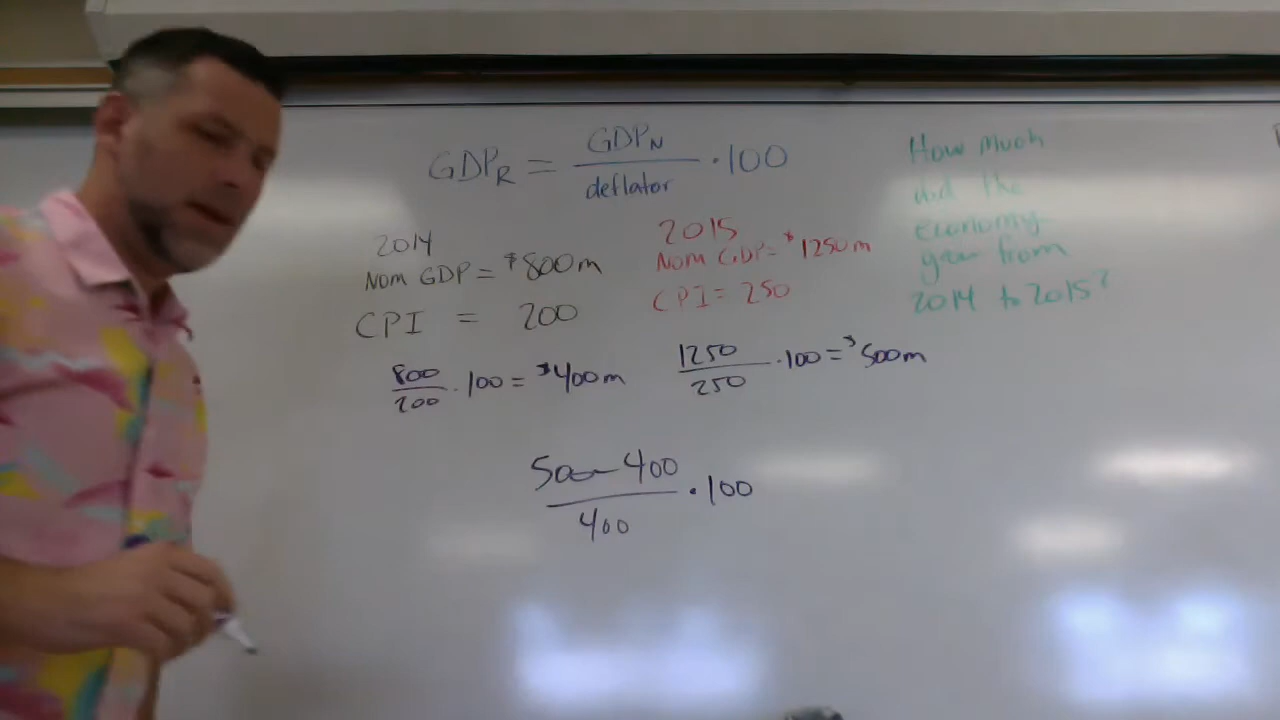 GDP_R = GDP_N / deflator · 100
2014
Nom GDP = $800m
CPI = 200
800 / 200 · 100 = $400m
2015
Nom GDP = $1250m
CPI = 250
1250 / 250 · 100 = $500m
How much
did the
economy
grow from
2014 to 2015?
500 - 400 / 400 · 100